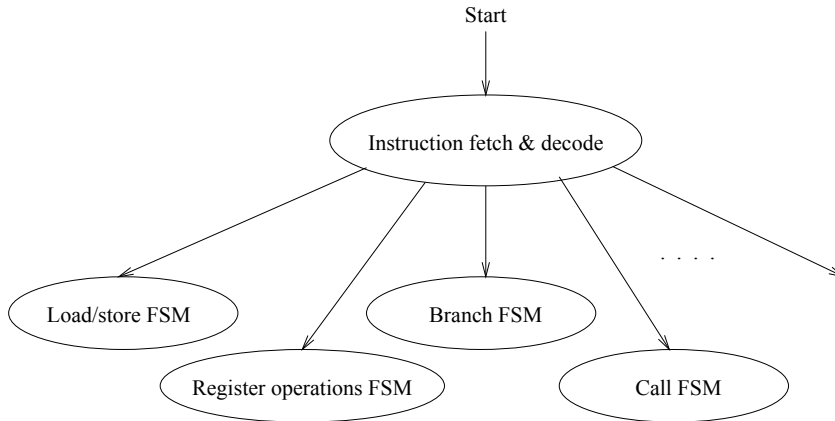 Start
Instruction fetch & decode
. . . .
Load/store FSM
Branch FSM
Register operations FSM
Call FSM